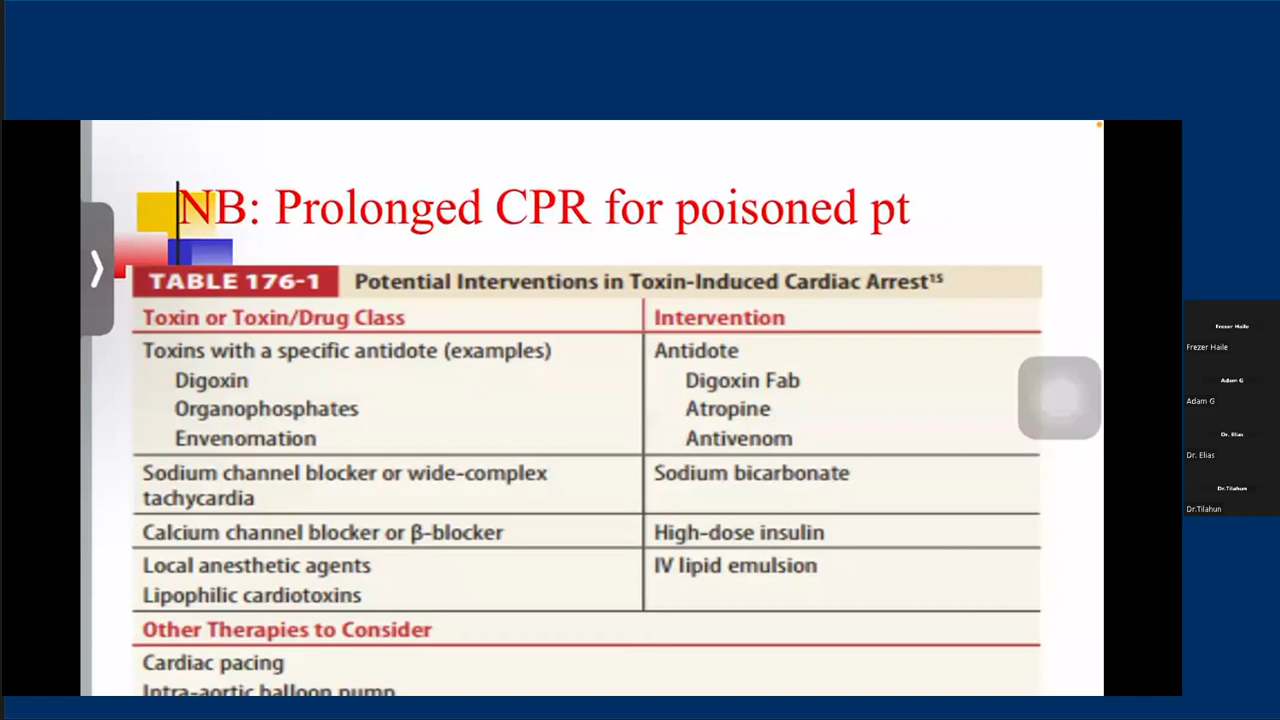 NB: Prolonged CPR for poisoned pt
TABLE 176-1 Potential Interventions in Toxin-Induced Cardiac Arrest¹⁵
Toxin or Toxin/Drug Class Intervention
Toxins with a specific antidote (examples) Antidote
Digoxin Digoxin Fab
Organophosphates Atropine
Envenomation Antivenom
Sodium channel blocker or wide-complex Sodium bicarbonate
tachycardia
Calcium channel blocker or β-blocker High-dose insulin
Local anesthetic agents IV lipid emulsion
Lipophilic cardiotoxins
Other Therapies to Consider
Cardiac pacing
Intra-aortic balloon pump
Frezer Haile
Frezer Haile
Adam G
Adam G
Dr. Elias
Dr. Elias
Dr.Tilahun
Dr.Tilahun